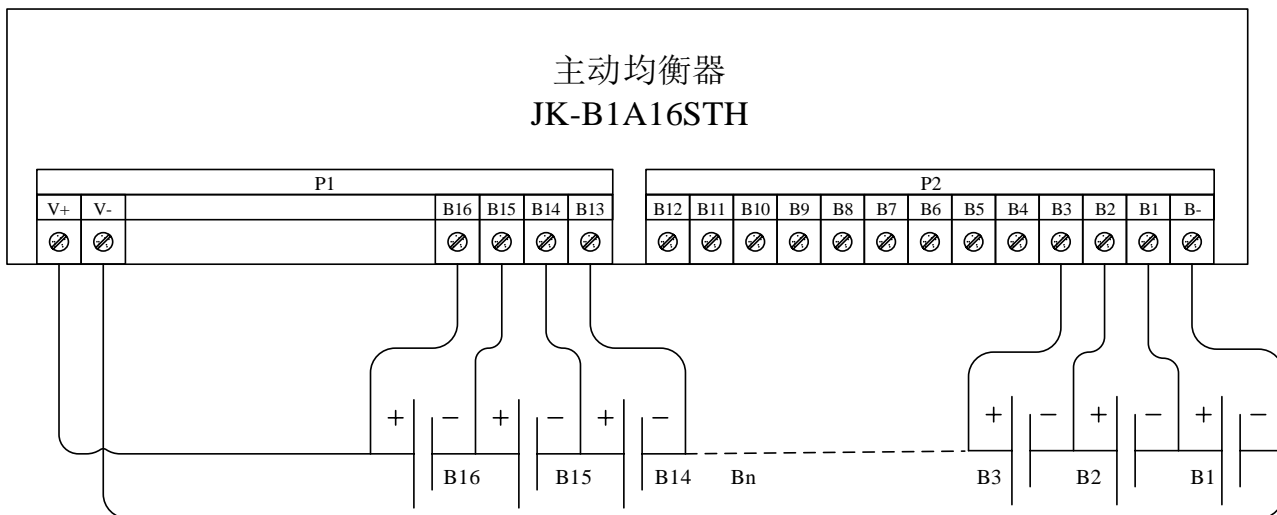 主动均衡器
JK-B1A16STH
P1 P2
V+ V- B16 B15 B14 B13 B12 B11 B10 B9 B8 B7 B6 B5 B4 B3 B2 B1 B-
+ − + − + − + − + − + −
B16 B15 B14 Bn B3 B2 B1